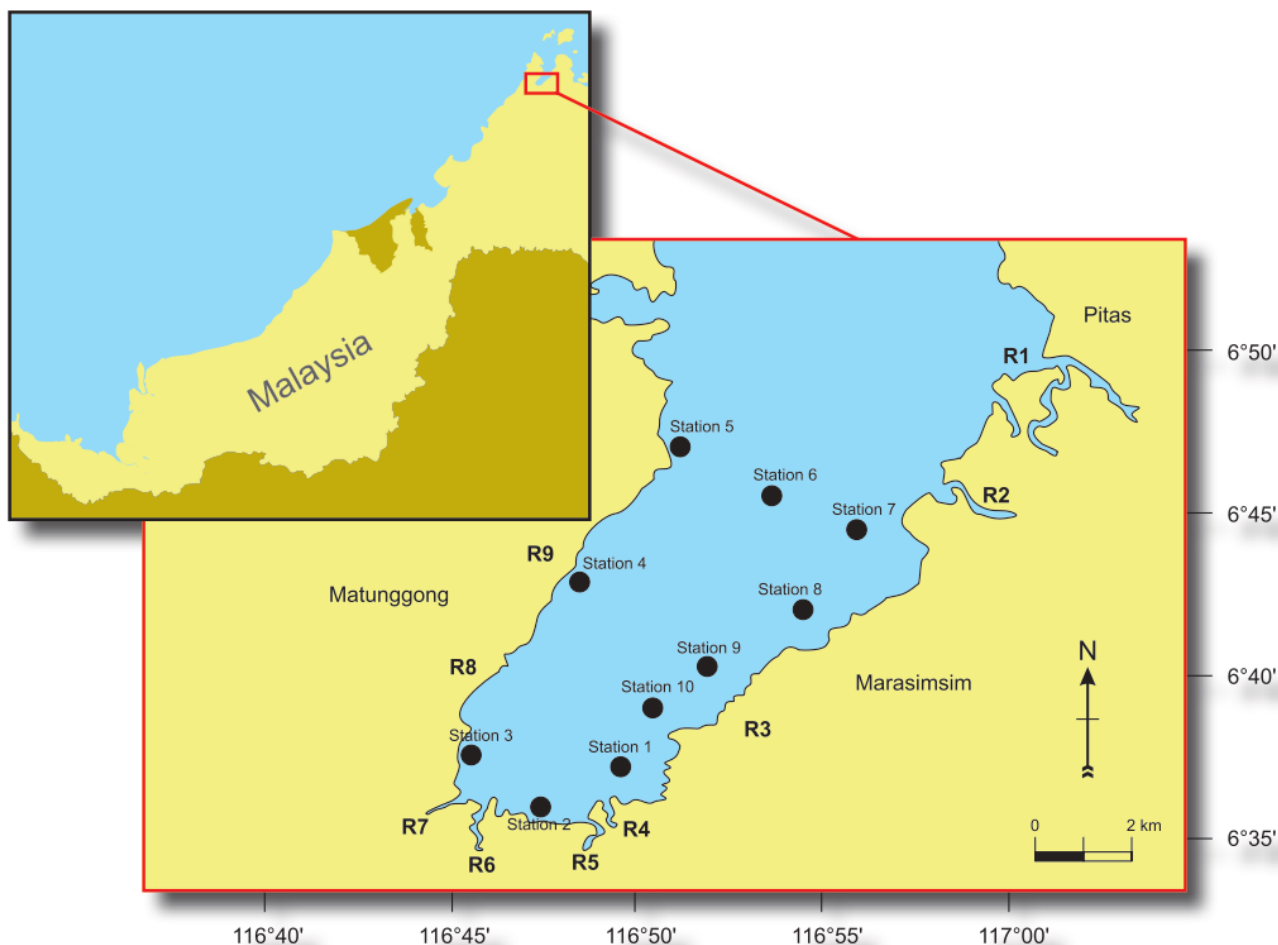 Malaysia
Pitas
R1
6°50'
Station 5
Station 6
R2
Station 7
6°45'
R9
Station 4
Matunggong
Station 8
Station 9
N
R8
6°40'
Marasimsim
Station 10
R3
Station 3
Station 1
0
2 km
R7
Station 2
R4
6°35'
R6
R5
116°40'
116°45'
116°50'
116°55'
117°00'